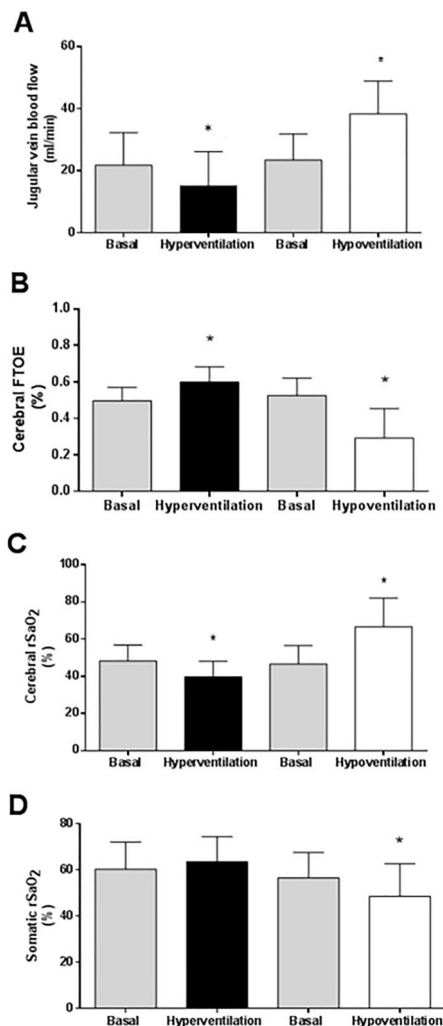 A
Jugular vein blood flow
(ml/min)
60
40
20
0
*
*
Basal
Hyperventilation
Basal
Hypoventilation
B
Cerebral FTOE
(%)
1.0
0.8
0.6
0.4
0.2
0.0
*
*
Basal
Hyperventilation
Basal
Hypoventilation
C
Cerebral rSaO2
(%)
100
80
60
40
20
0
*
*
Basal
Hyperventilation
Basal
Hypoventilation
D
Somatic rSaO2
(%)
80
60
40
20
0
*
Basal
Hyperventilation
Basal
Hypoventilation